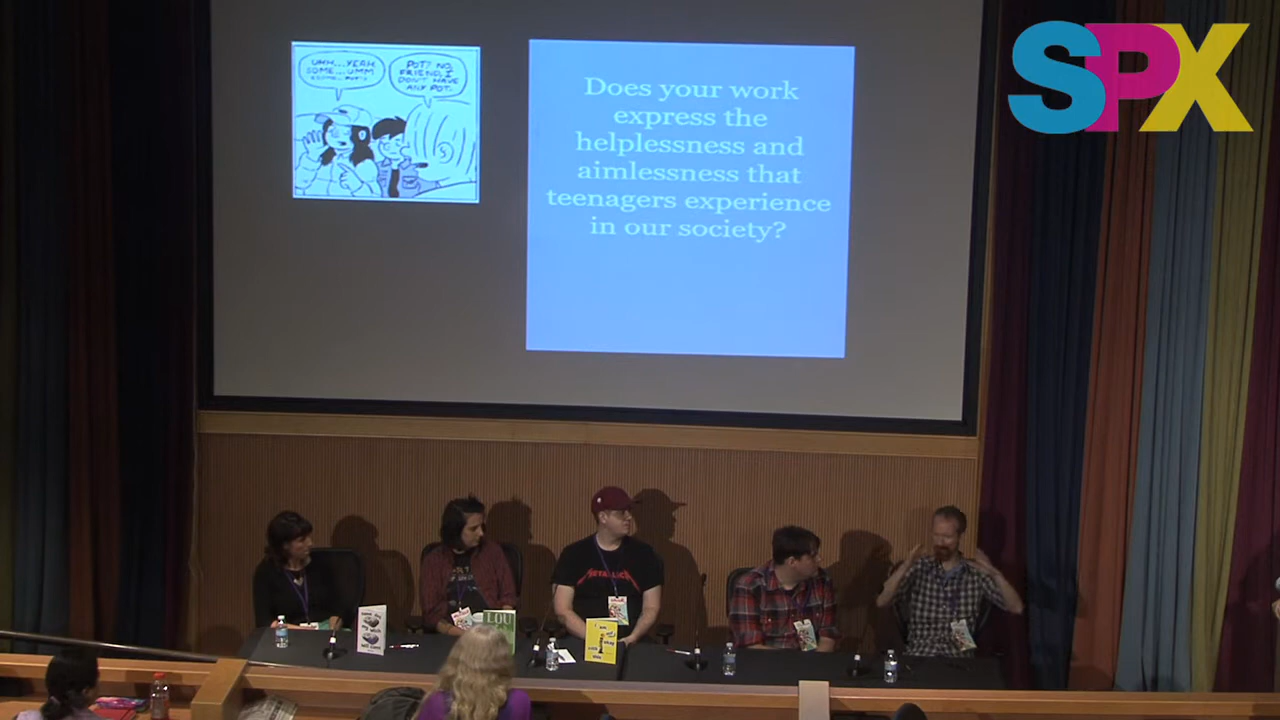 UHH...YEAH
SOME...UMM
POT? NO,
FRIEND, I
DON'T HAVE
ANY POT.
Does your work
express the
helplessness and
aimlessness that
teenagers experience
in our society?
SPX
METALLICA
LOU